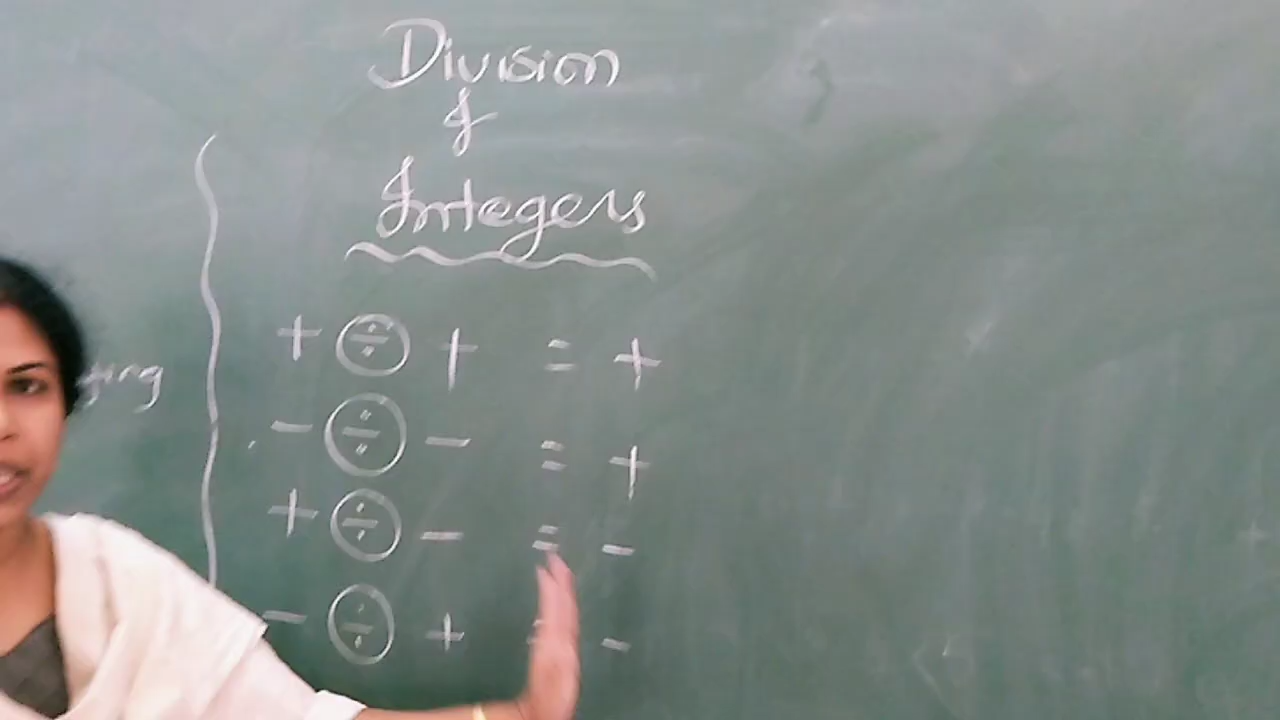 Division
of
Integers
+ ÷ + = +
- ÷ - = +
+ ÷ - = -
- ÷ + = -